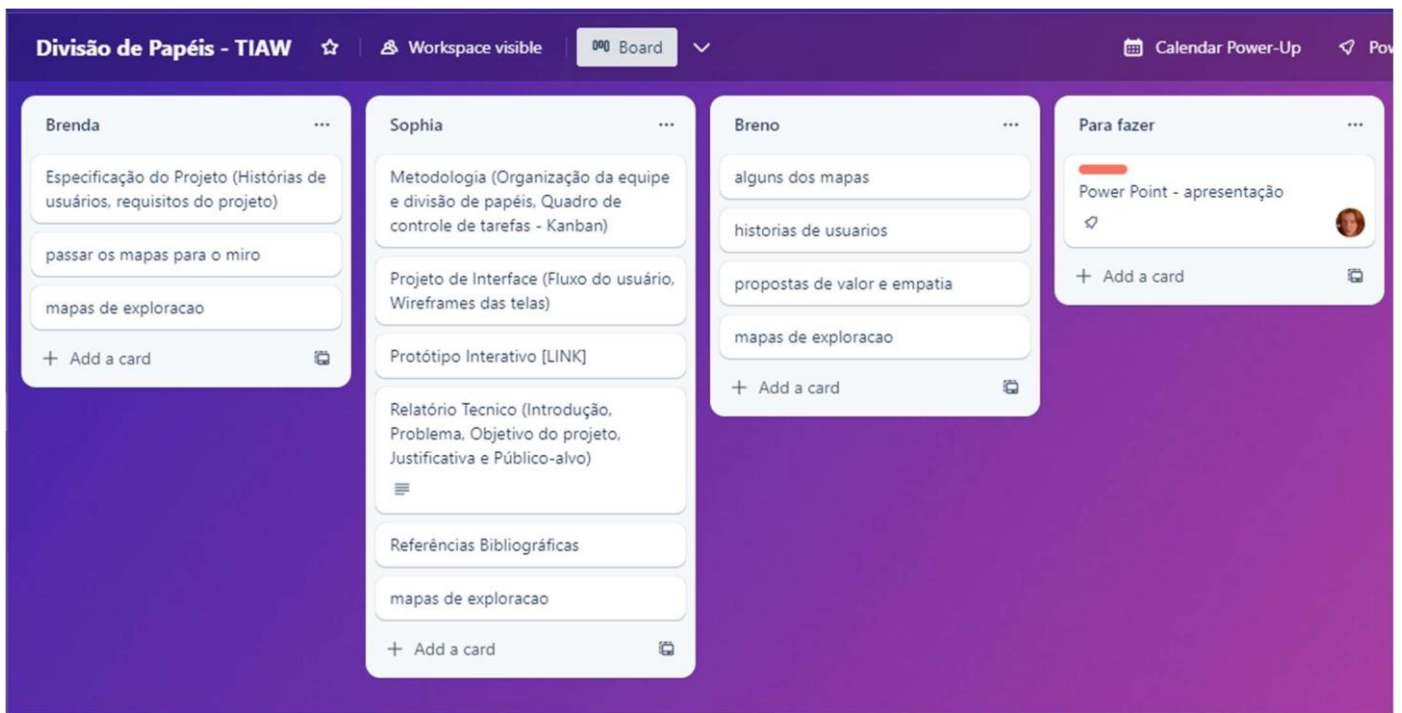 Divisão de Papéis - TIAW
Workspace visible
Board
Calendar Power-Up
Brenda
Especificação do Projeto (Histórias de
usuários, requisitos do projeto)
passar os mapas para o miro
mapas de exploracao
+ Add a card
Sophia
Metodologia (Organização da equipe
e divisão de papéis, Quadro de
controle de tarefas - Kanban)
Projeto de Interface (Fluxo do usuário,
Wireframes das telas)
Protótipo Interativo [LINK]
Relatório Tecnico (Introdução,
Problema, Objetivo do projeto,
Justificativa e Público-alvo)
Referências Bibliográficas
mapas de exploracao
+ Add a card
Breno
alguns dos mapas
historias de usuarios
propostas de valor e empatia
mapas de exploracao
+ Add a card
Para fazer
Power Point - apresentação
+ Add a card